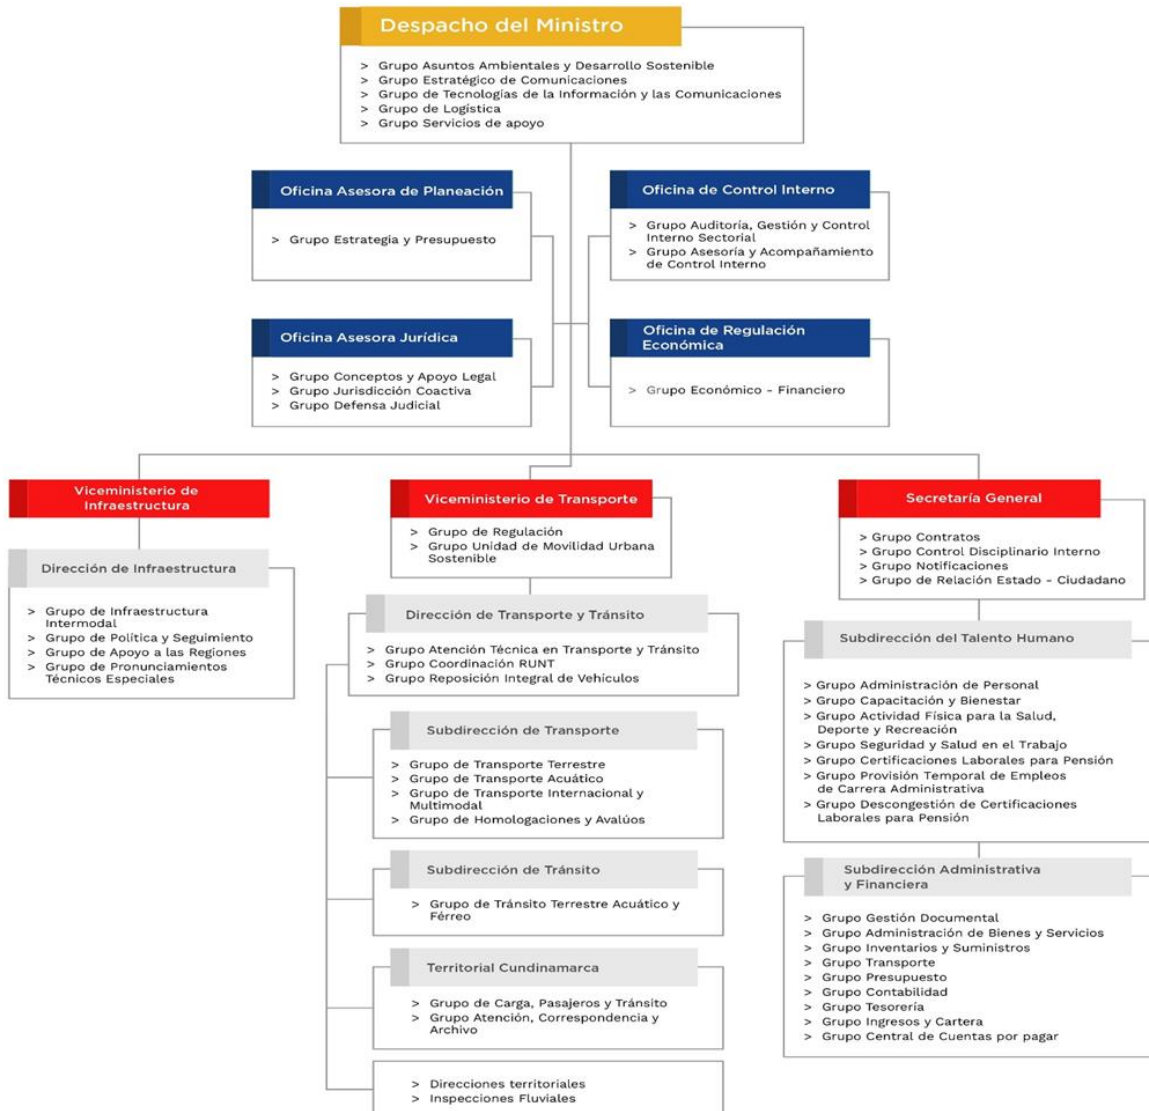 Despacho del Ministro
> Grupo Asuntos Ambientales y Desarrollo Sostenible
> Grupo Estratégico de Comunicaciones
> Grupo de Tecnologías de la Información y las Comunicaciones
> Grupo de Logística
> Grupo Servicios de apoyo
Oficina Asesora de Planeación
> Grupo Estrategia y Presupuesto
Oficina de Control Interno
> Grupo Auditoría, Gestión y Control
Interno Sectorial
> Grupo Asesoría y Acompañamiento
de Control Interno
Oficina Asesora Jurídica
> Grupo Conceptos y Apoyo Legal
> Grupo Jurisdicción Coactiva
> Grupo Defensa Judicial
Oficina de Regulación
Económica
> Grupo Económico - Financiero
Viceministerio de
Infraestructura
Dirección de Infraestructura
> Grupo de Infraestructura
Intermodal
> Grupo de Política y Seguimiento
> Grupo de Apoyo a las Regiones
> Grupo de Pronunciamientos
Técnicos Especiales
Viceministerio de Transporte
> Grupo de Regulación
> Grupo Unidad de Movilidad Urbana
Sostenible
Dirección de Transporte y Tránsito
> Grupo Atención Técnica en Transporte y Tránsito
> Grupo Coordinación RUNT
> Grupo Reposición Integral de Vehículos
Subdirección de Transporte
> Grupo de Transporte Terrestre
> Grupo de Transporte Acuático
> Grupo de Transporte Internacional y
Multimodal
> Grupo de Homologaciones y Avalúos
Subdirección de Tránsito
> Grupo de Tránsito Terrestre Acuático y
Férreo
Territorial Cundinamarca
> Grupo de Carga, Pasajeros y Tránsito
> Grupo Atención, Correspondencia y
Archivo
> Direcciones territoriales
> Inspecciones Fluviales
Secretaría General
> Grupo Contratos
> Grupo Control Disciplinario Interno
> Grupo Notificaciones
> Grupo de Relación Estado - Ciudadano
Subdirección del Talento Humano
> Grupo Administración de Personal
> Grupo Capacitación y Bienestar
> Grupo Actividad Física para la Salud,
Deporte y Recreación
> Grupo Seguridad y Salud en el Trabajo
> Grupo Certificaciones Laborales para Pensión
> Grupo Provisión Temporal de Empleos
de Carrera Administrativa
> Grupo Descongestión de Certificaciones
Laborales para Pensión
Subdirección Administrativa
y Financiera
> Grupo Gestión Documental
> Grupo Administración de Bienes y Servicios
> Grupo Inventarios y Suministros
> Grupo Transporte
> Grupo Presupuesto
> Grupo Contabilidad
> Grupo Tesorería
> Grupo Ingresos y Cartera
> Grupo Central de Cuentas por pagar